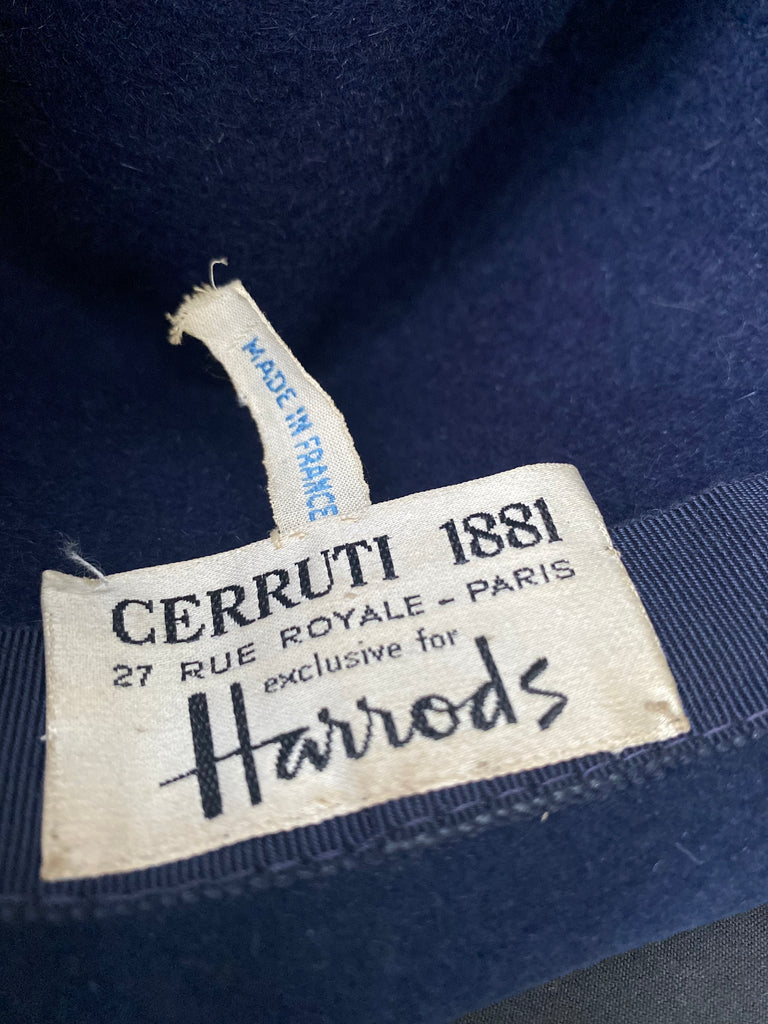 MADE IN FRANCE
CERRUTI 1881
27 RUE ROYALE - PARIS
exclusive for
Harrods